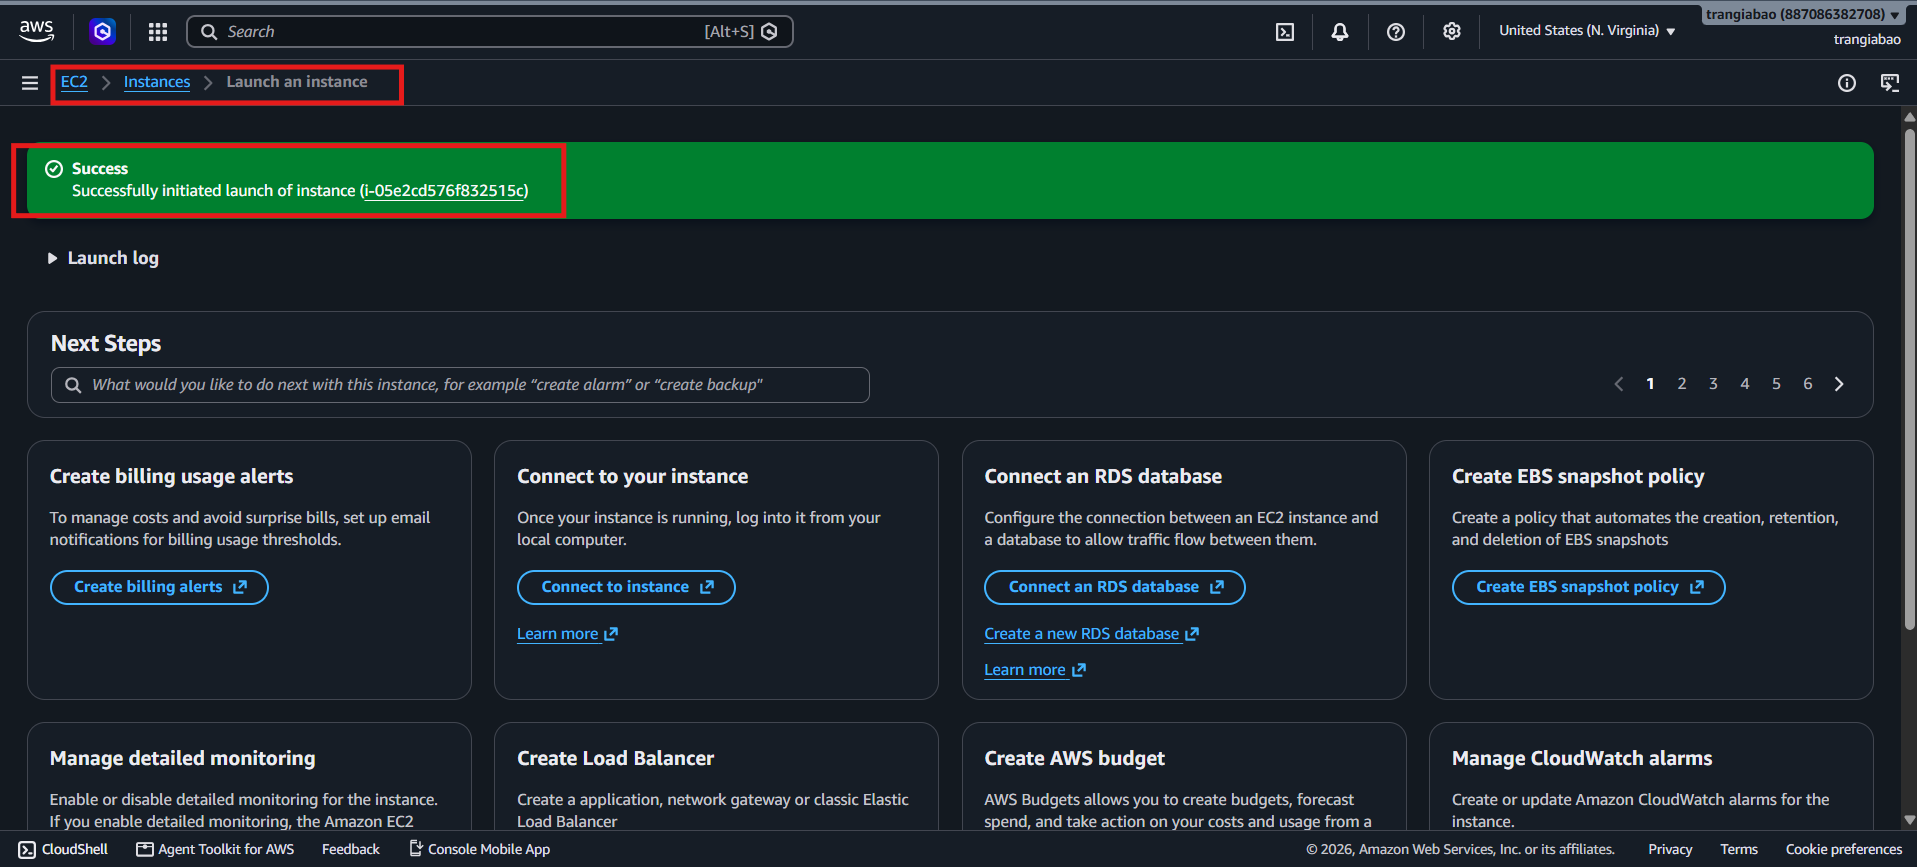 aws
Search [Alt+S]
United States (N. Virginia)
trangiabao (887086382708)
trangiabao
EC2 Instances Launch an instance
Success
Successfully initiated launch of instance (i-05e2cd576f832515c)
Launch log
Next Steps
What would you like to do next with this instance, for example “create alarm” or “create backup”
1 2 3 4 5 6
Create billing usage alerts
To manage costs and avoid surprise bills, set up email
notifications for billing usage thresholds.
Create billing alerts
Connect to your instance
Once your instance is running, log into it from your
local computer.
Connect to instance
Learn more
Connect an RDS database
Configure the connection between an EC2 instance and
a database to allow traffic flow between them.
Connect an RDS database
Create a new RDS database
Learn more
Create EBS snapshot policy
Create a policy that automates the creation, retention,
and deletion of EBS snapshots
Create EBS snapshot policy
Manage detailed monitoring
Enable or disable detailed monitoring for the instance.
If you enable detailed monitoring, the Amazon EC2
Create Load Balancer
Create a application, network gateway or classic Elastic
Load Balancer
Create AWS budget
AWS Budgets allows you to create budgets, forecast
spend, and take action on your costs and usage from a
Manage CloudWatch alarms
Create or update Amazon CloudWatch alarms for the
instance.
CloudShell Agent Toolkit for AWS Feedback Console Mobile App © 2026, Amazon Web Services, Inc. or its affiliates. Privacy Terms Cookie preferences